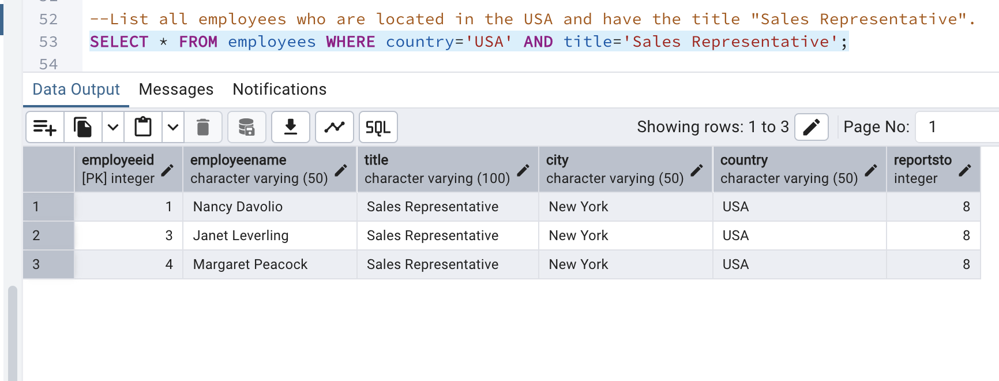 52 --List all employees who are located in the USA and have the title "Sales Representative".
53 SELECT * FROM employees WHERE country='USA' AND title='Sales Representative';
54
Data Output Messages Notifications
SQL Showing rows: 1 to 3 Page No: 1
employeeid employeename title city country reportsto
[PK] integer character varying (50) character varying (100) character varying (50) character varying (50) integer
1 1 Nancy Davolio Sales Representative New York USA 8
2 3 Janet Leverling Sales Representative New York USA 8
3 4 Margaret Peacock Sales Representative New York USA 8